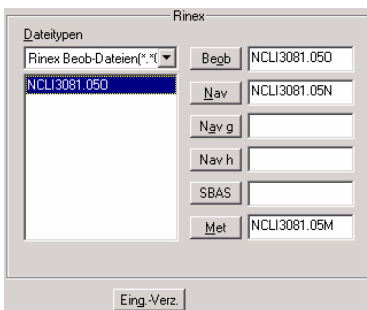 Rinex
Dateitypen
Rinex Beob-Dateien(*.*(
NCLI3081.05O
Beob NCLI3081.05O
Nav NCLI3081.05N
Nav g
Nav h
SBAS
Met NCLI3081.05M
Eing.-Verz.